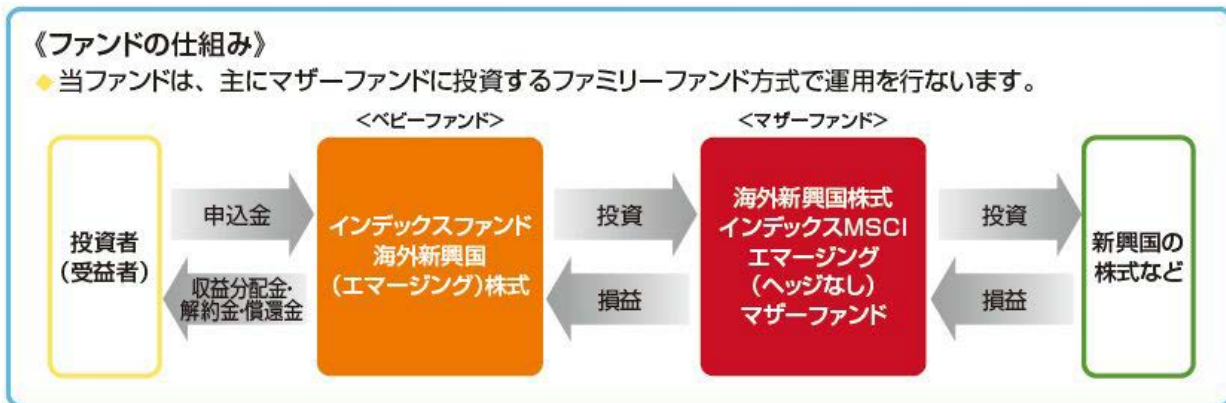 《ファンドの仕組み》
◆当ファンドは、主にマザーファンドに投資するファミリーファンド方式で運用を行ないます。
<ベビーファンド>
<マザーファンド>
投資者
(受益者)
申込金
収益分配金・
解約金・償還金
インデックスファンド
海外新興国
(エマージング)株式
投資
損益
海外新興国株式
インデックスMSCI
エマージング
(ヘッジなし)
マザーファンド
投資
損益
新興国の
株式など